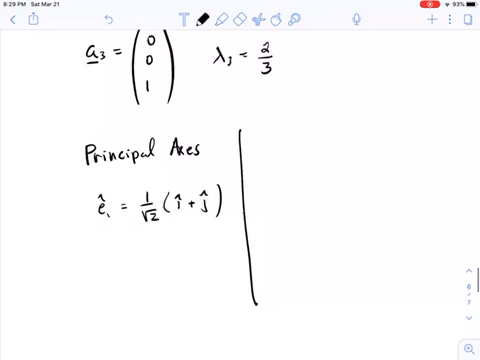 8:29 PM Sat Mar 21
93%
a₃ = (0 0 1) λ₃ = 2/3
Principal Axes
ê₁ = 1/√2 (î + ĵ)
6 / 7